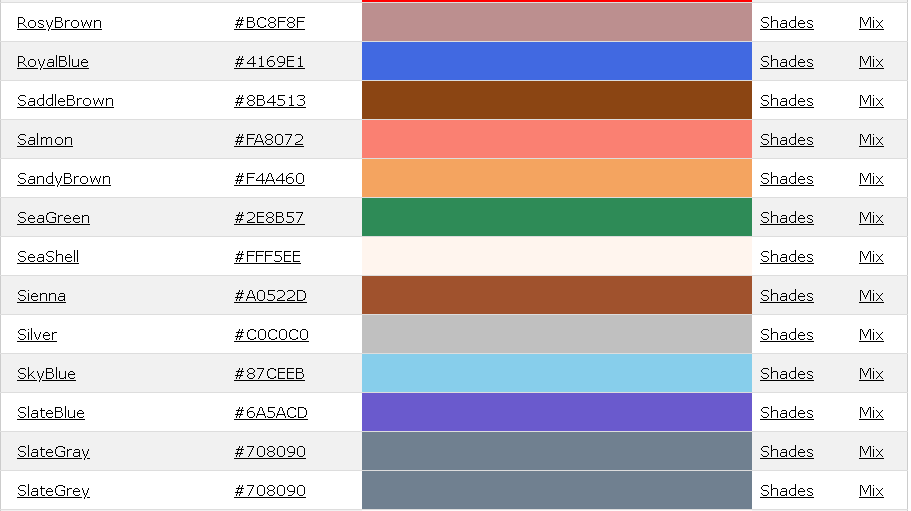 RosyBrown #BC8F8F Shades Mix
RoyalBlue #4169E1 Shades Mix
SaddleBrown #8B4513 Shades Mix
Salmon #FA8072 Shades Mix
SandyBrown #F4A460 Shades Mix
SeaGreen #2E8B57 Shades Mix
SeaShell #FFF5EE Shades Mix
Sienna #A0522D Shades Mix
Silver #C0C0C0 Shades Mix
SkyBlue #87CEEB Shades Mix
SlateBlue #6A5ACD Shades Mix
SlateGray #708090 Shades Mix
SlateGrey #708090 Shades Mix